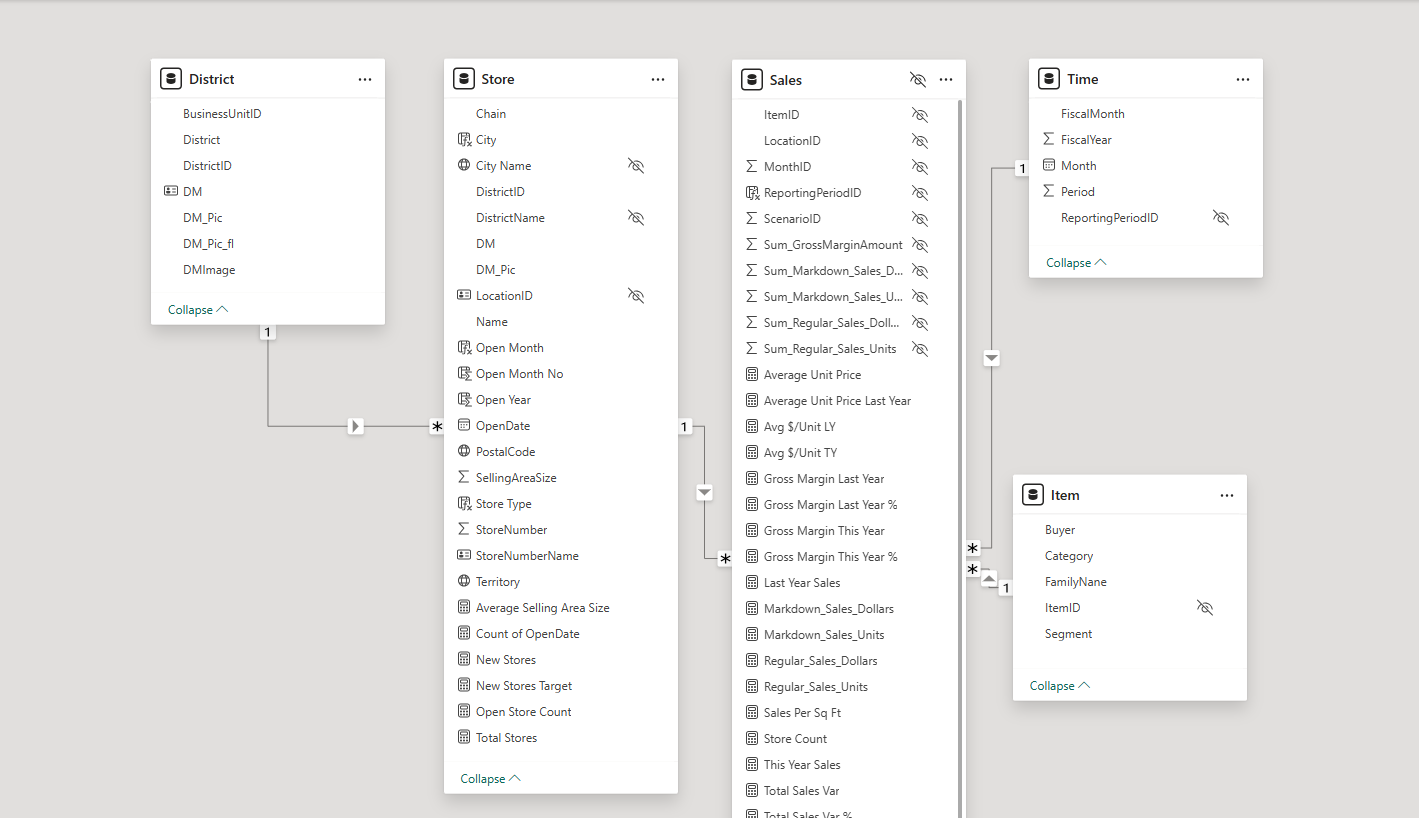 District
BusinessUnitID
District
DistrictID
DM
DM_Pic
DM_Pic_fl
DMImage
Collapse
1
*
Store
Chain
City
City Name
DistrictID
DistrictName
DM
DM_Pic
LocationID
Name
Open Month
Open Month No
Open Year
OpenDate
PostalCode
SellingAreaSize
Store Type
StoreNumber
StoreNumberName
Territory
Average Selling Area Size
Count of OpenDate
New Stores
New Stores Target
Open Store Count
Total Stores
Collapse
1
*
Sales
ItemID
LocationID
MonthID
ReportingPeriodID
ScenarioID
Sum_GrossMarginAmount
Sum_Markdown_Sales_D...
Sum_Markdown_Sales_U...
Sum_Regular_Sales_Doll...
Sum_Regular_Sales_Units
Average Unit Price
Average Unit Price Last Year
Avg $/Unit LY
Avg $/Unit TY
Gross Margin Last Year
Gross Margin Last Year %
Gross Margin This Year
Gross Margin This Year %
Last Year Sales
Markdown_Sales_Dollars
Markdown_Sales_Units
Regular_Sales_Dollars
Regular_Sales_Units
Sales Per Sq Ft
Store Count
This Year Sales
Total Sales Var
Total Sales Var %
Time
FiscalMonth
FiscalYear
Month
Period
ReportingPeriodID
Collapse
1
*
*
1
Item
Buyer
Category
FamilyNane
ItemID
Segment
Collapse